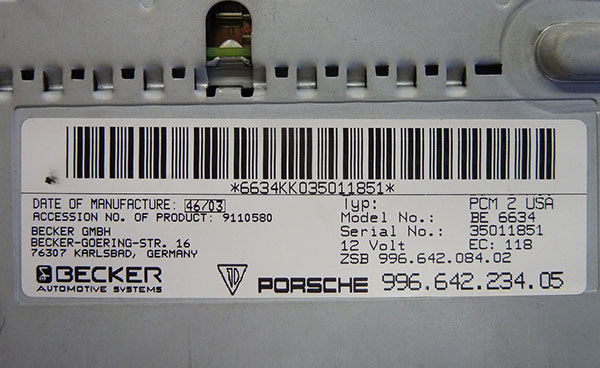 *6634KK035011851*
DATE OF MANUFACTURE: 46/03
ACCESSION NO. OF PRODUCT: 9110580
BECKER GMBH
BECKER-GOERING-STR. 16
76307 KARLSBAD, GERMANY
Typ: PCM 2 USA
Model No.: BE 6634
Serial No.: 35011851
12 Volt EC: 118
ZSB 996.642.084.02
BECKER
AUTOMOTIVE SYSTEMS
PORSCHE 996.642.234.05